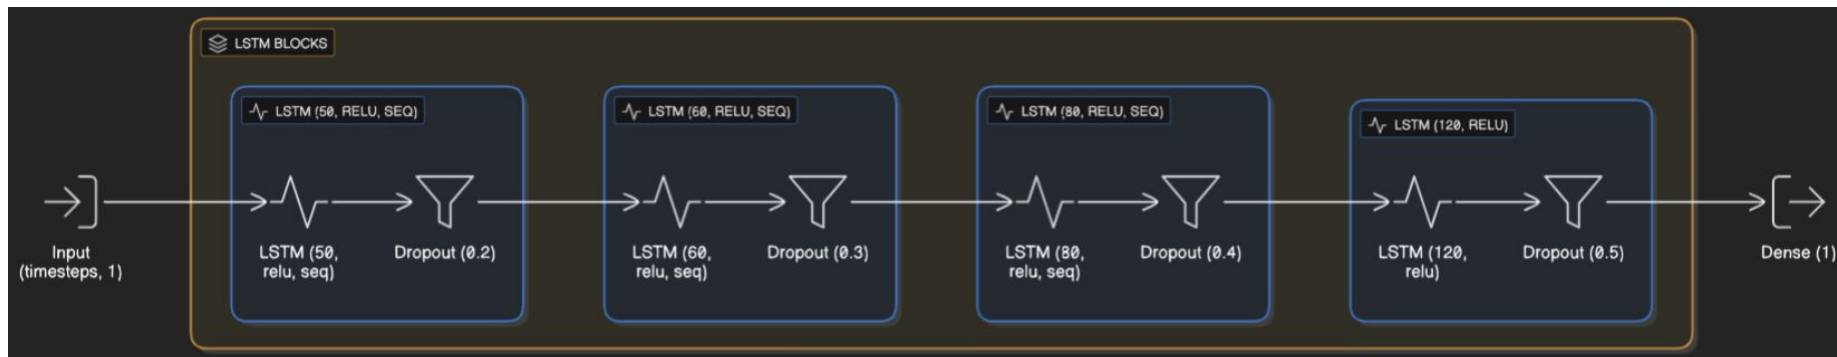 LSTM BLOCKS
LSTM (50, RELU, SEQ)
LSTM (60, RELU, SEQ)
LSTM (80, RELU, SEQ)
LSTM (120, RELU)
Input
(timesteps, 1)
LSTM (50,
relu, seq)
Dropout (0.2)
LSTM (60,
relu, seq)
Dropout (0.3)
LSTM (80,
relu, seq)
Dropout (0.4)
LSTM (120,
relu)
Dropout (0.5)
Dense (1)